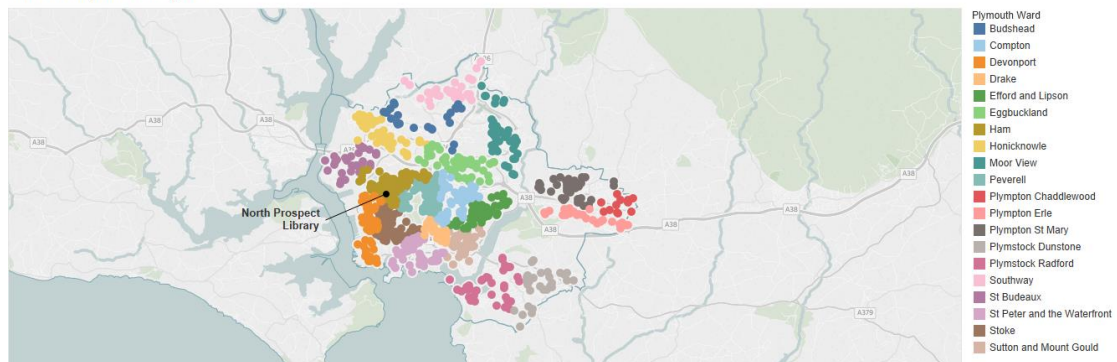 A38
A38
A38
A38
A38
A38
A379
North Prospect
Library
Plymouth Ward
Budshead
Compton
Devonport
Drake
Efford and Lipson
Eggbuckland
Ham
Honicknowle
Moor View
Peverell
Plympton Chaddlewood
Plympton Erle
Plympton St Mary
Plymstock Dunstone
Plymstock Radford
Southway
St Budeaux
St Peter and the Waterfront
Stoke
Sutton and Mount Gould